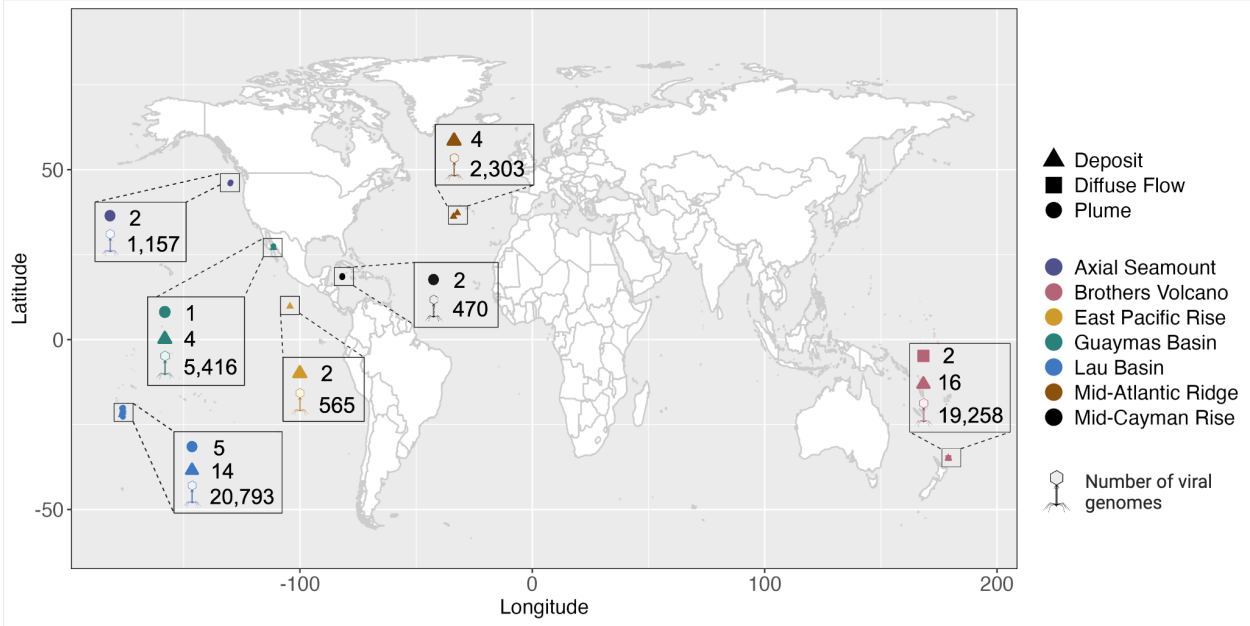 50
0
-50
Latitude
-100
0
100
200
Longitude
2
1,157
4
2,303
1
4
5,416
2
470
2
565
5
14
20,793
2
16
19,258
Deposit
Diffuse Flow
Plume
Axial Seamount
Brothers Volcano
East Pacific Rise
Guaymas Basin
Lau Basin
Mid-Atlantic Ridge
Mid-Cayman Rise
Number of viral
genomes